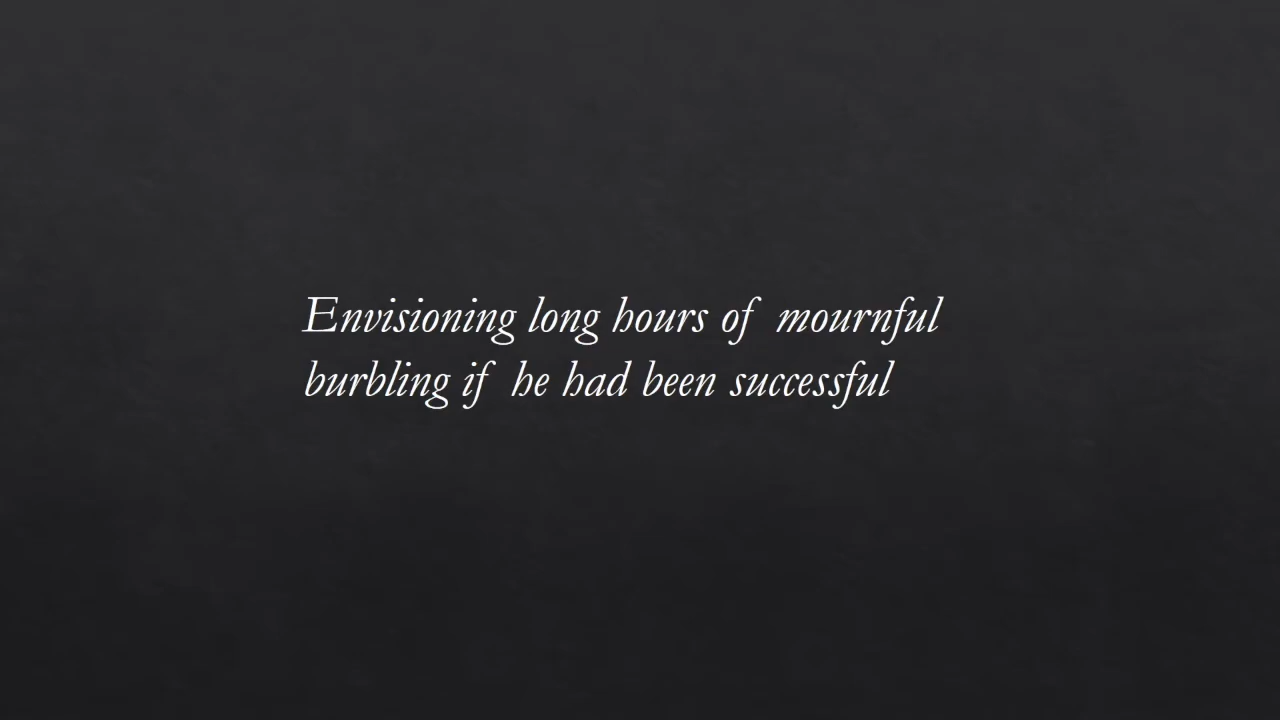 Envisioning long hours of mournful
burbling if he had been successful